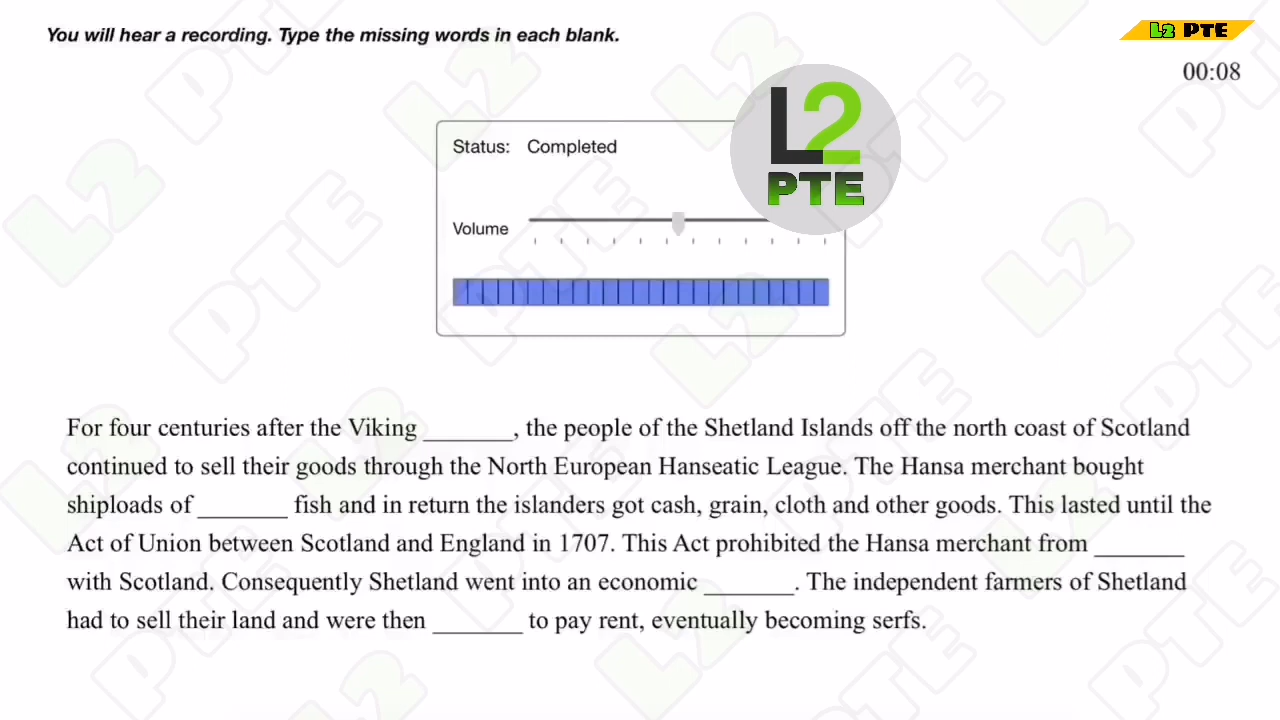 You will hear a recording. Type the missing words in each blank.
L2 PTE
00:08
L2
PTE
Status: Completed
Volume
For four centuries after the Viking _______, the people of the Shetland Islands off the north coast of Scotland
continued to sell their goods through the North European Hanseatic League. The Hansa merchant bought
shiploads of _______ fish and in return the islanders got cash, grain, cloth and other goods. This lasted until the
Act of Union between Scotland and England in 1707. This Act prohibited the Hansa merchant from _______
with Scotland. Consequently Shetland went into an economic _______. The independent farmers of Shetland
had to sell their land and were then _______ to pay rent, eventually becoming serfs.